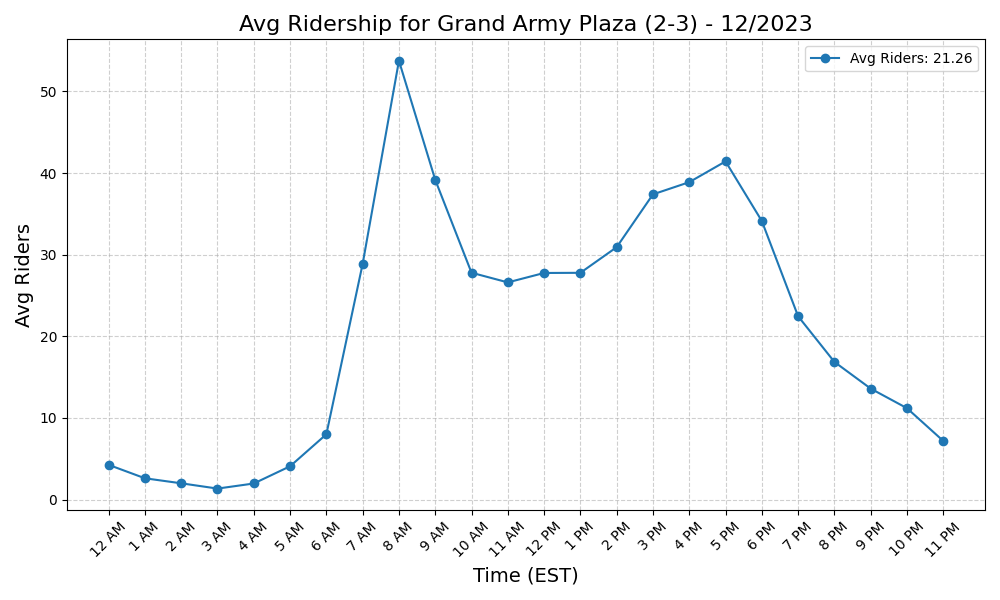 Avg Ridership for Grand Army Plaza (2-3) - 12/2023
Avg Riders: 21.26
Avg Riders
50
40
30
20
10
0
12 AM
1 AM
2 AM
3 AM
4 AM
5 AM
6 AM
7 AM
8 AM
9 AM
10 AM
11 AM
12 PM
1 PM
2 PM
3 PM
4 PM
5 PM
6 PM
7 PM
8 PM
9 PM
10 PM
11 PM
Time (EST)